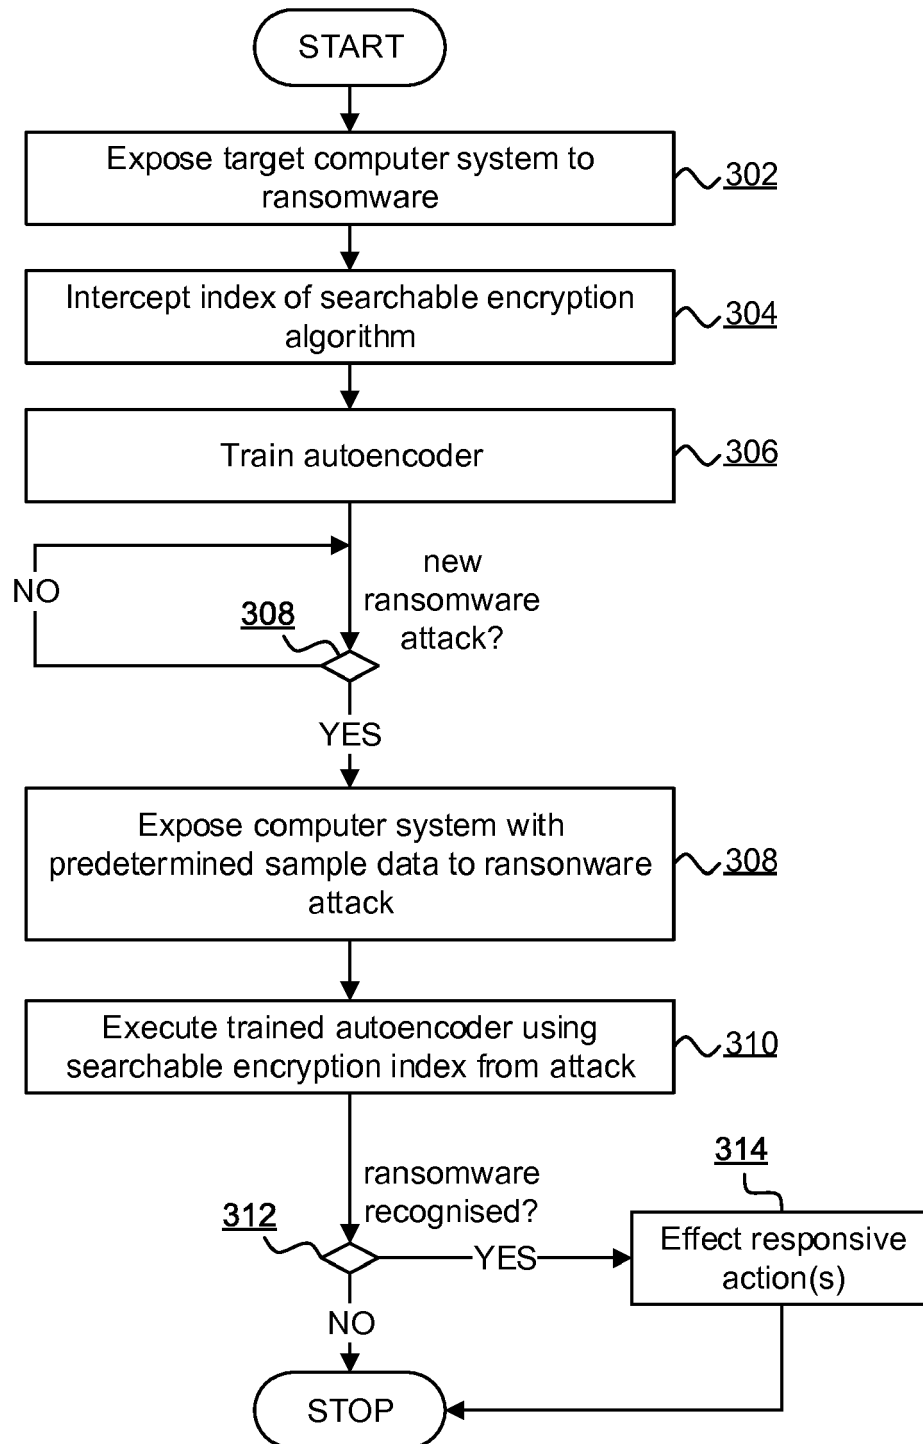 START
Expose target computer system to
ransomware
302
Intercept index of searchable encryption
algorithm
304
Train autoencoder
306
new
ransomware
attack?
NO
308
YES
Expose computer system with
predetermined sample data to ransonware
attack
308
Execute trained autoencoder using
searchable encryption index from attack
310
ransomware
recognised?
312
YES
314
Effect responsive
action(s)
NO
STOP